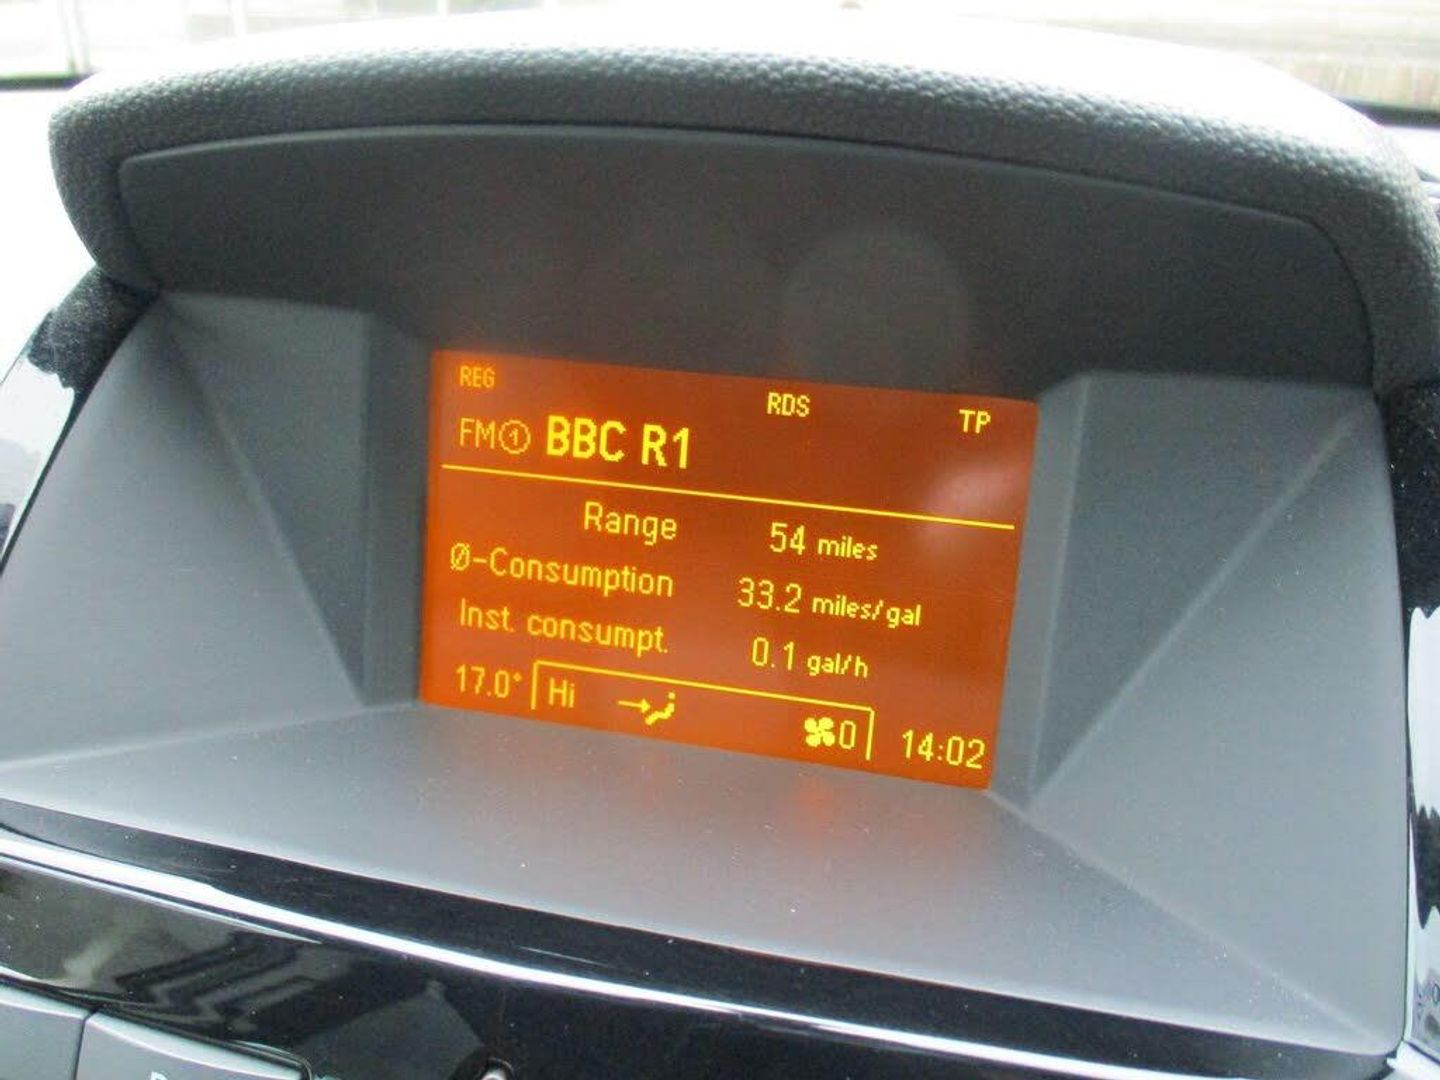 REG RDS TP
FM① BBC R1
Range 54 miles
Ø-Consumption 33.2 miles/gal
Inst. consumpt. 0.1 gal/h
17.0° Hi 0 14:02